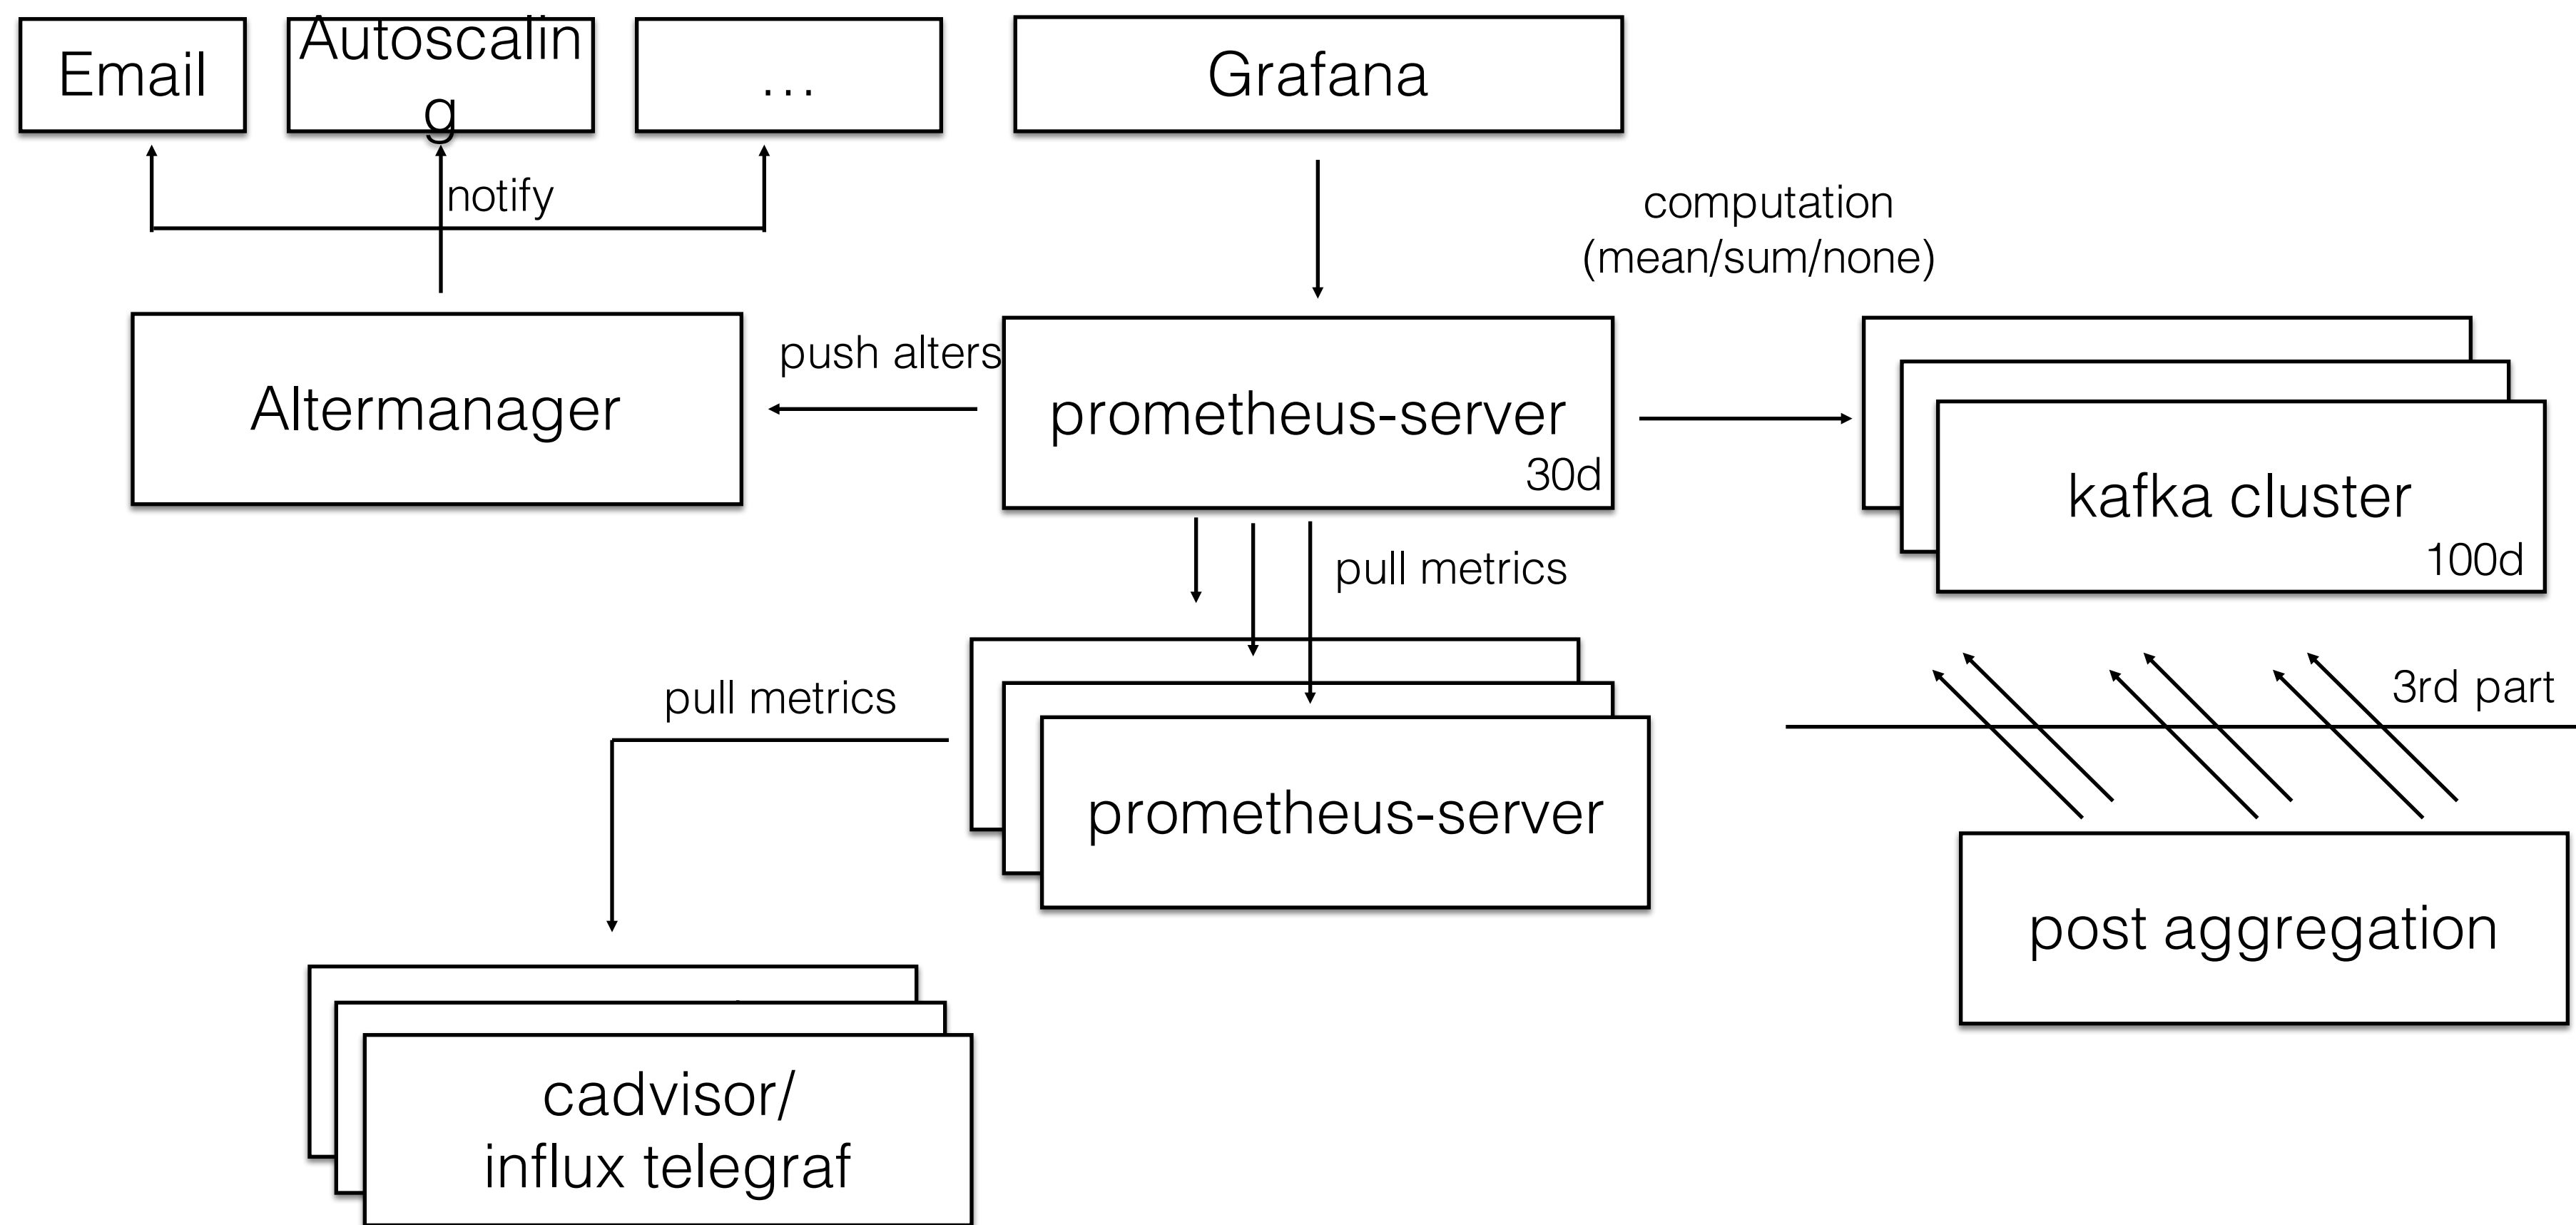 Email
Autoscalin
g
...
Grafana
notify
computation
(mean/sum/none)
Altermanager
push alters
prometheus-server
30d
kafka cluster
100d
pull metrics
pull metrics
3rd part
prometheus-server
post aggregation
cadvisor/
influx telegraf